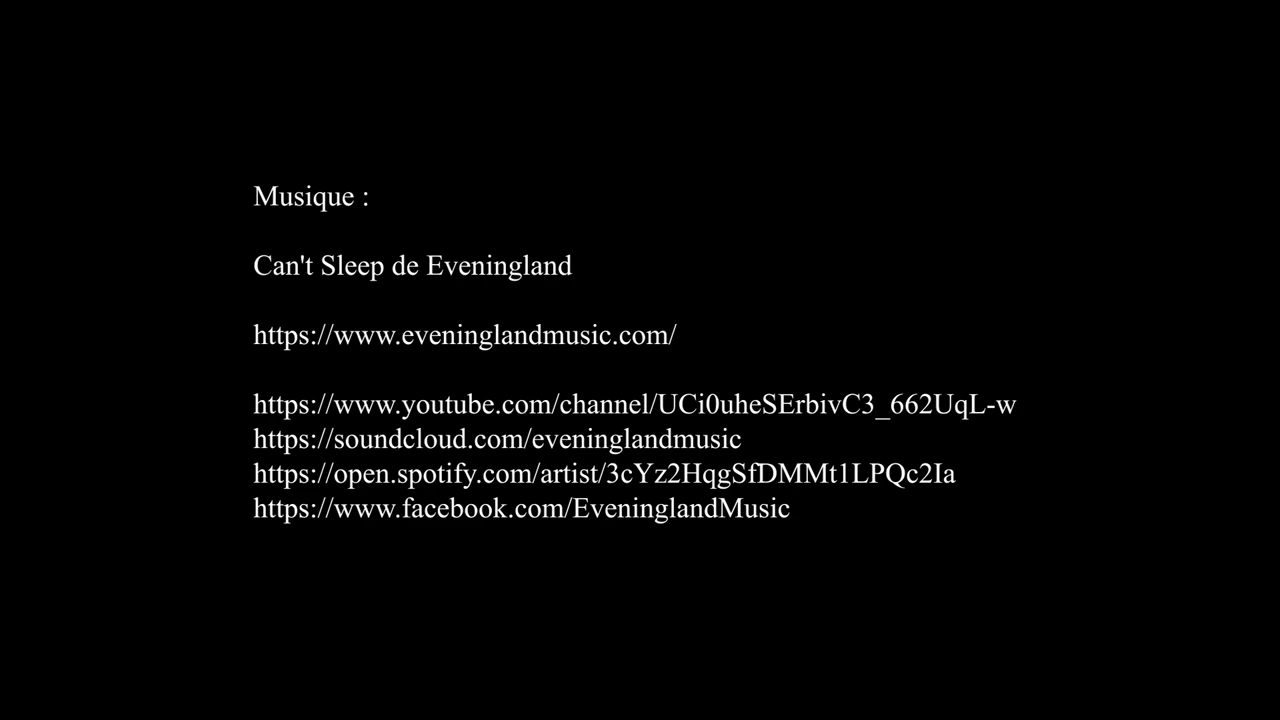 Musique :
Can't Sleep de Eveningland
https://www.eveninglandmusic.com/
https://www.youtube.com/channel/UCi0uheSErbivC3_662UqL-w
https://soundcloud.com/eveninglandmusic
https://open.spotify.com/artist/3cYz2HqgSfDMMt1LPQc2Ia
https://www.facebook.com/EveninglandMusic